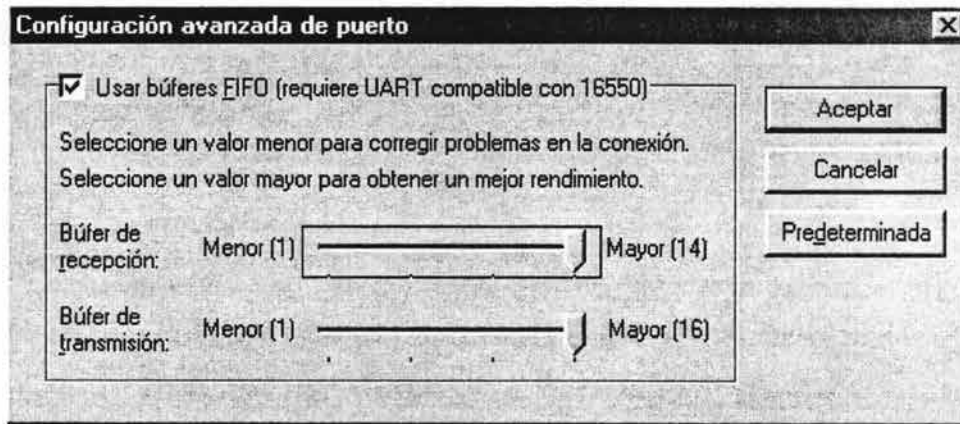 Configuración avanzada de puerto
Usar búferes FIFO (requiere UART compatible con 16550)
Seleccione un valor menor para corregir problemas en la conexión.
Seleccione un valor mayor para obtener un mejor rendimiento.
Búfer de recepción: Menor (1) Mayor (14)
Búfer de transmisión: Menor (1) Mayor (16)
Aceptar
Cancelar
Predeterminada